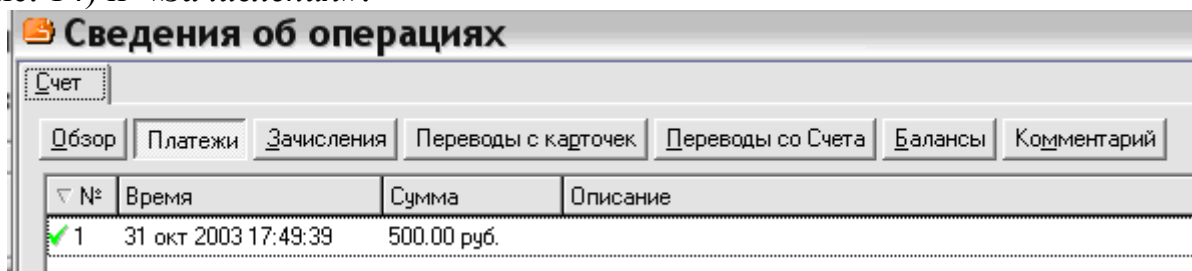 Сведения об операциях
Счет
Обзор Платежи Зачисления Переводы с карточек Переводы со Счета Балансы Комментарий
№ Время Сумма Описание
1 31 окт 2003 17:49:39 500.00 руб.